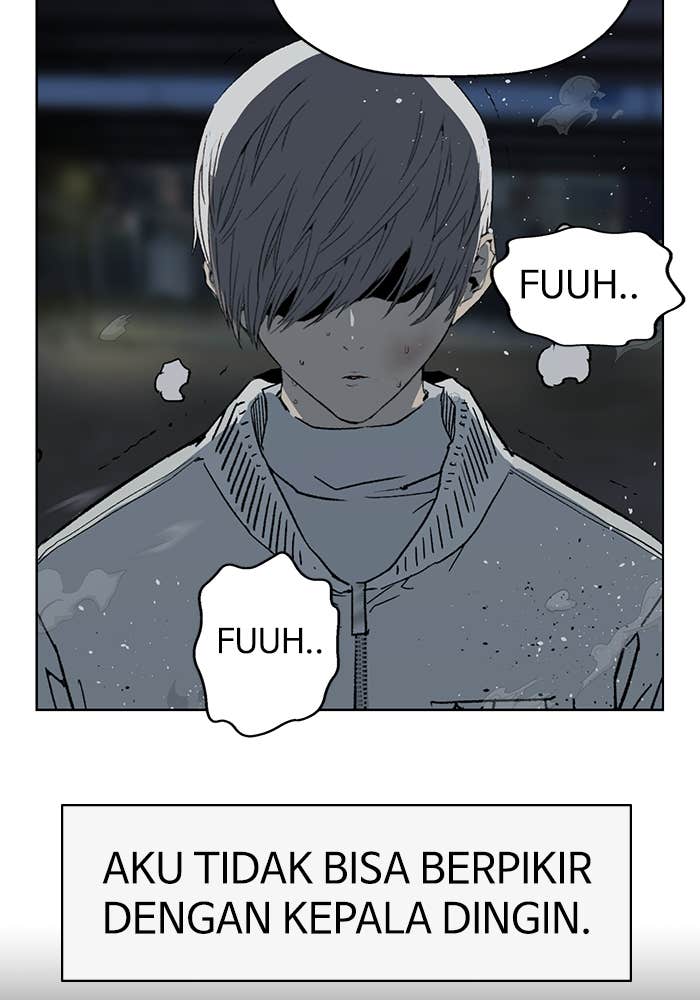 FUUH..
FUUH..
AKU TIDAK BISA BERPIKIR
DENGAN KEPALA DINGIN.